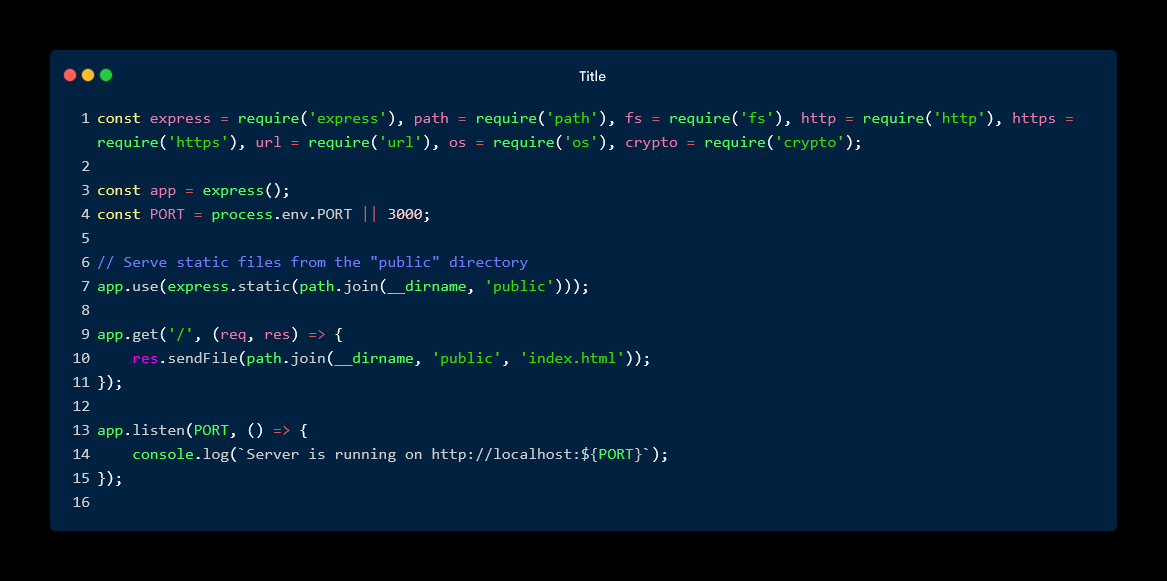 Title
1 const express = require('express'), path = require('path'), fs = require('fs'), http = require('http'), https =
require('https'), url = require('url'), os = require('os'), crypto = require('crypto');
2
3 const app = express();
4 const PORT = process.env.PORT || 3000;
5
6 // Serve static files from the "public" directory
7 app.use(express.static(path.join(__dirname, 'public')));
8
9 app.get('/', (req, res) => {
10     res.sendFile(path.join(__dirname, 'public', 'index.html'));
11 });
12
13 app.listen(PORT, () => {
14     console.log(`Server is running on http://localhost:${PORT}`);
15 });
16